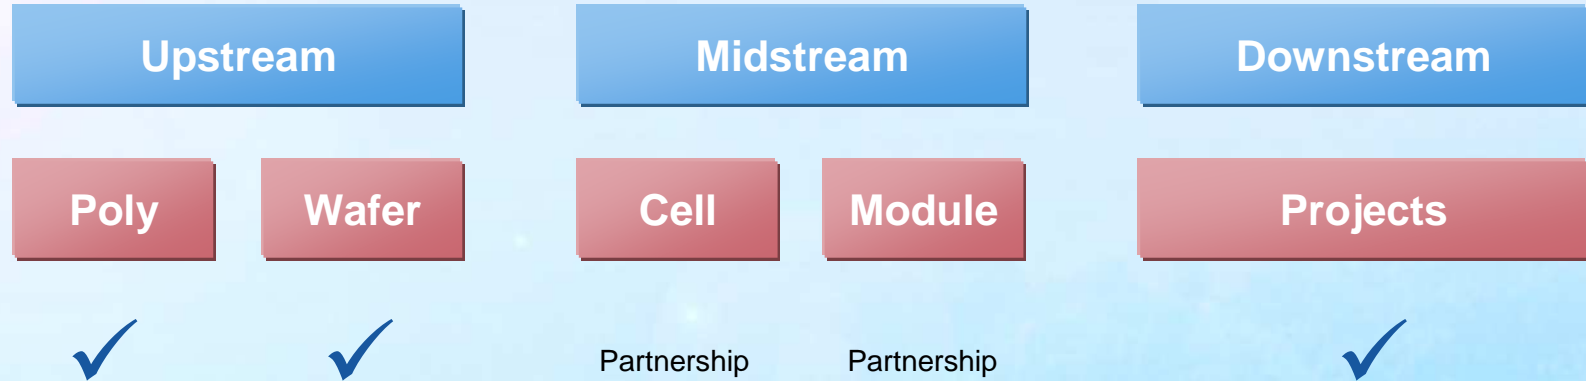 Upstream Midstream Downstream
Poly Wafer Cell Module Projects
Partnership Partnership